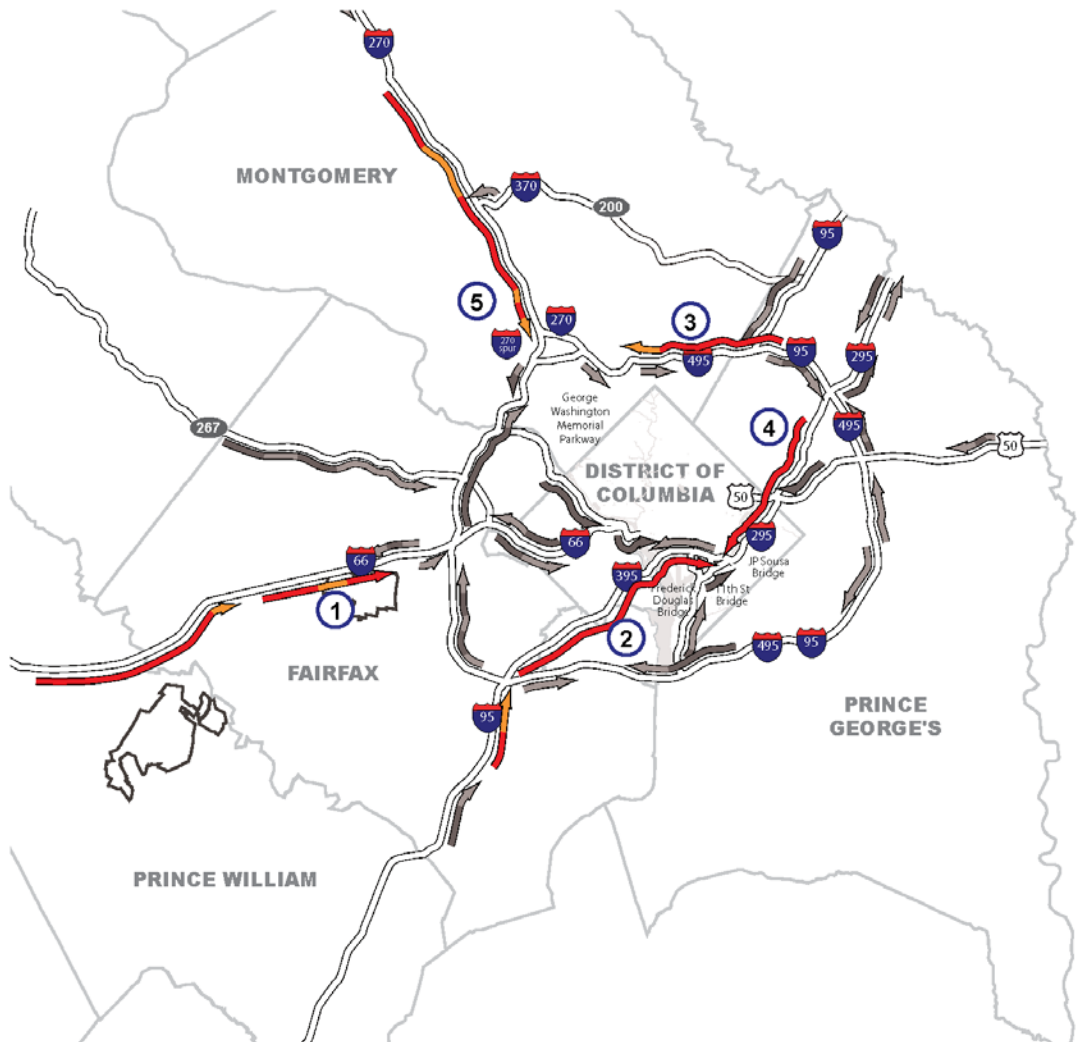 270
MONTGOMERY
370
200
95
5
270
3
270
spur
495
95
295
George
Washington
Memorial
Parkway
267
4
495
50
DISTRICT OF
COLUMBIA
50
66
295
66
JP Sousa
Bridge
395
Frederick
Douglas
Bridge
11th St
Bridge
1
2
495
95
FAIRFAX
95
PRINCE
GEORGE'S
PRINCE WILLIAM